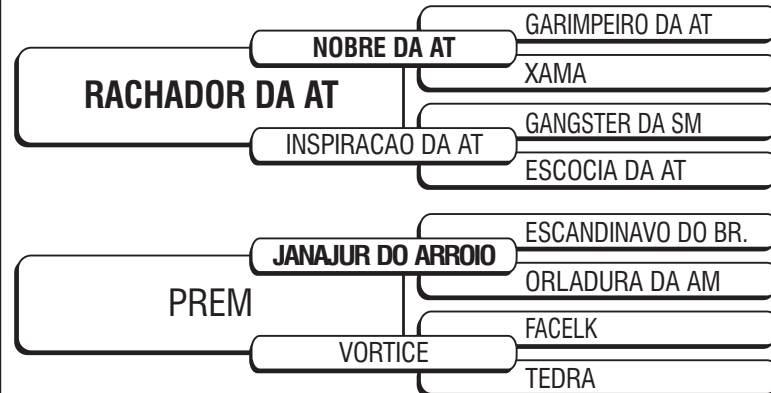 GARIMPEIRO DA AT
NOBRE DA AT
XAMA
RACHADOR DA AT
GANGSTER DA SM
INSPIRACAO DA AT
ESCOCIA DA AT
ESCANDINAVO DO BR.
JANAJUR DO ARROIO
ORLADURA DA AM
PREM
FACELK
VORTICE
TEDRA